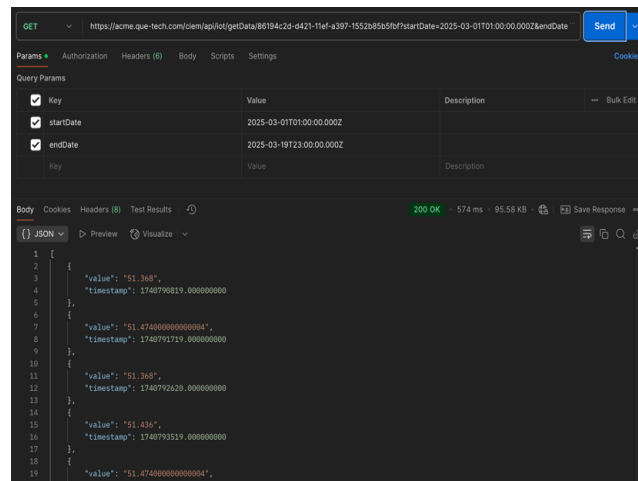 GET https://acme.que-tech.com/ciem/api/iot/getData/86194c2d-d421-11ef-a397-1552b85b5fbf?startDate=2025-03-01T01:00:00.000Z&endDate Send
Params Authorization Headers (6) Body Scripts Settings Cookie
Query Params
Key Value Description Bulk Edit
startDate 2025-03-01T01:00:00.000Z
endDate 2025-03-19T23:00:00.000Z
Key Value Description
Body Cookies Headers (8) Test Results 200 OK 574 ms 95.58 KB Save Response
{} JSON Preview Visualize
1 [
2 {
3 "value": "51.368",
4 "timestamp": 1740790819.000000000
5 },
6 {
7 "value": "51.474000000000004",
8 "timestamp": 1740791719.000000000
9 },
10 {
11 "value": "51.368",
12 "timestamp": 1740792620.000000000
13 },
14 {
15 "value": "51.436",
16 "timestamp": 1740793519.000000000
17 },
18 {
19 "value": "51.474000000000004",